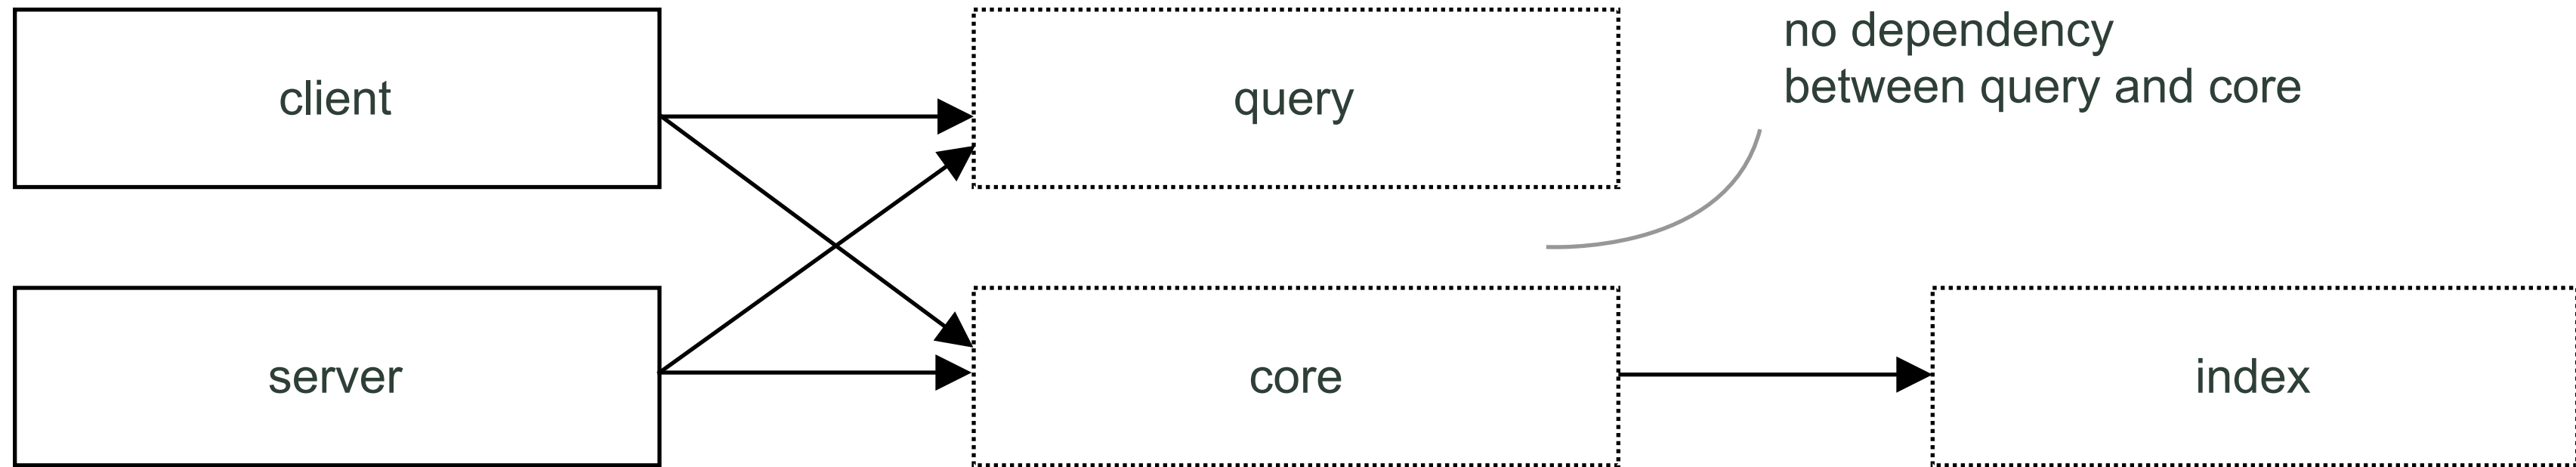 client
query
no dependency
between query and core
server
core
index